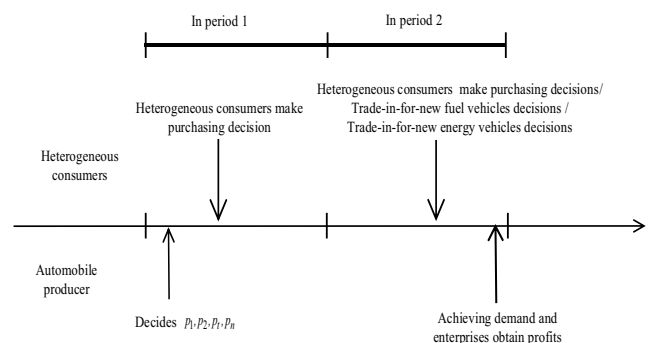 In period 1
In period 2
Heterogeneous consumers make
purchasing decision
Heterogeneous consumers make purchasing decisions/
Trade-in-for-new fuel vehicles decisions /
Trade-in-for-new energy vehicles decisions
Heterogeneous
consumers
Automobile
producer
Decides p₁,p₂,pₜ,pₙ
Achieving demand and
enterprises obtain profits